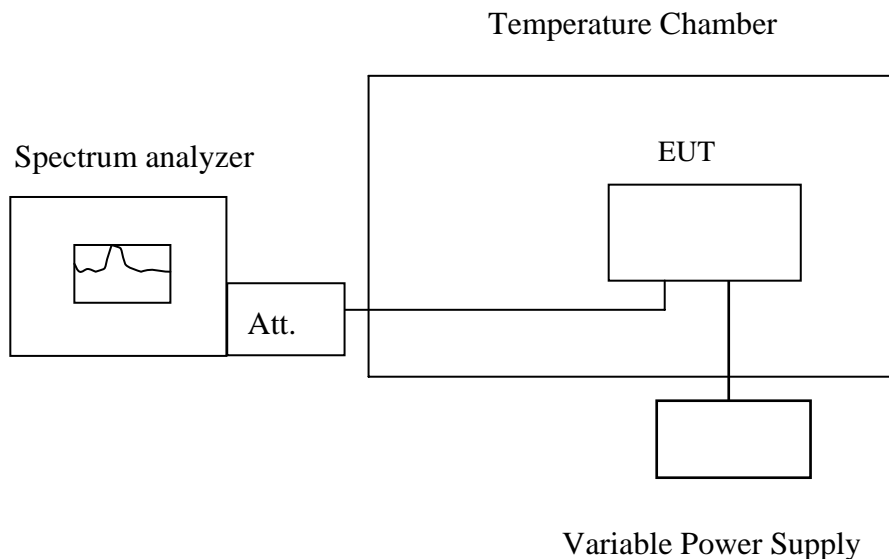 Temperature Chamber
Spectrum analyzer
EUT
Att.
Variable Power Supply